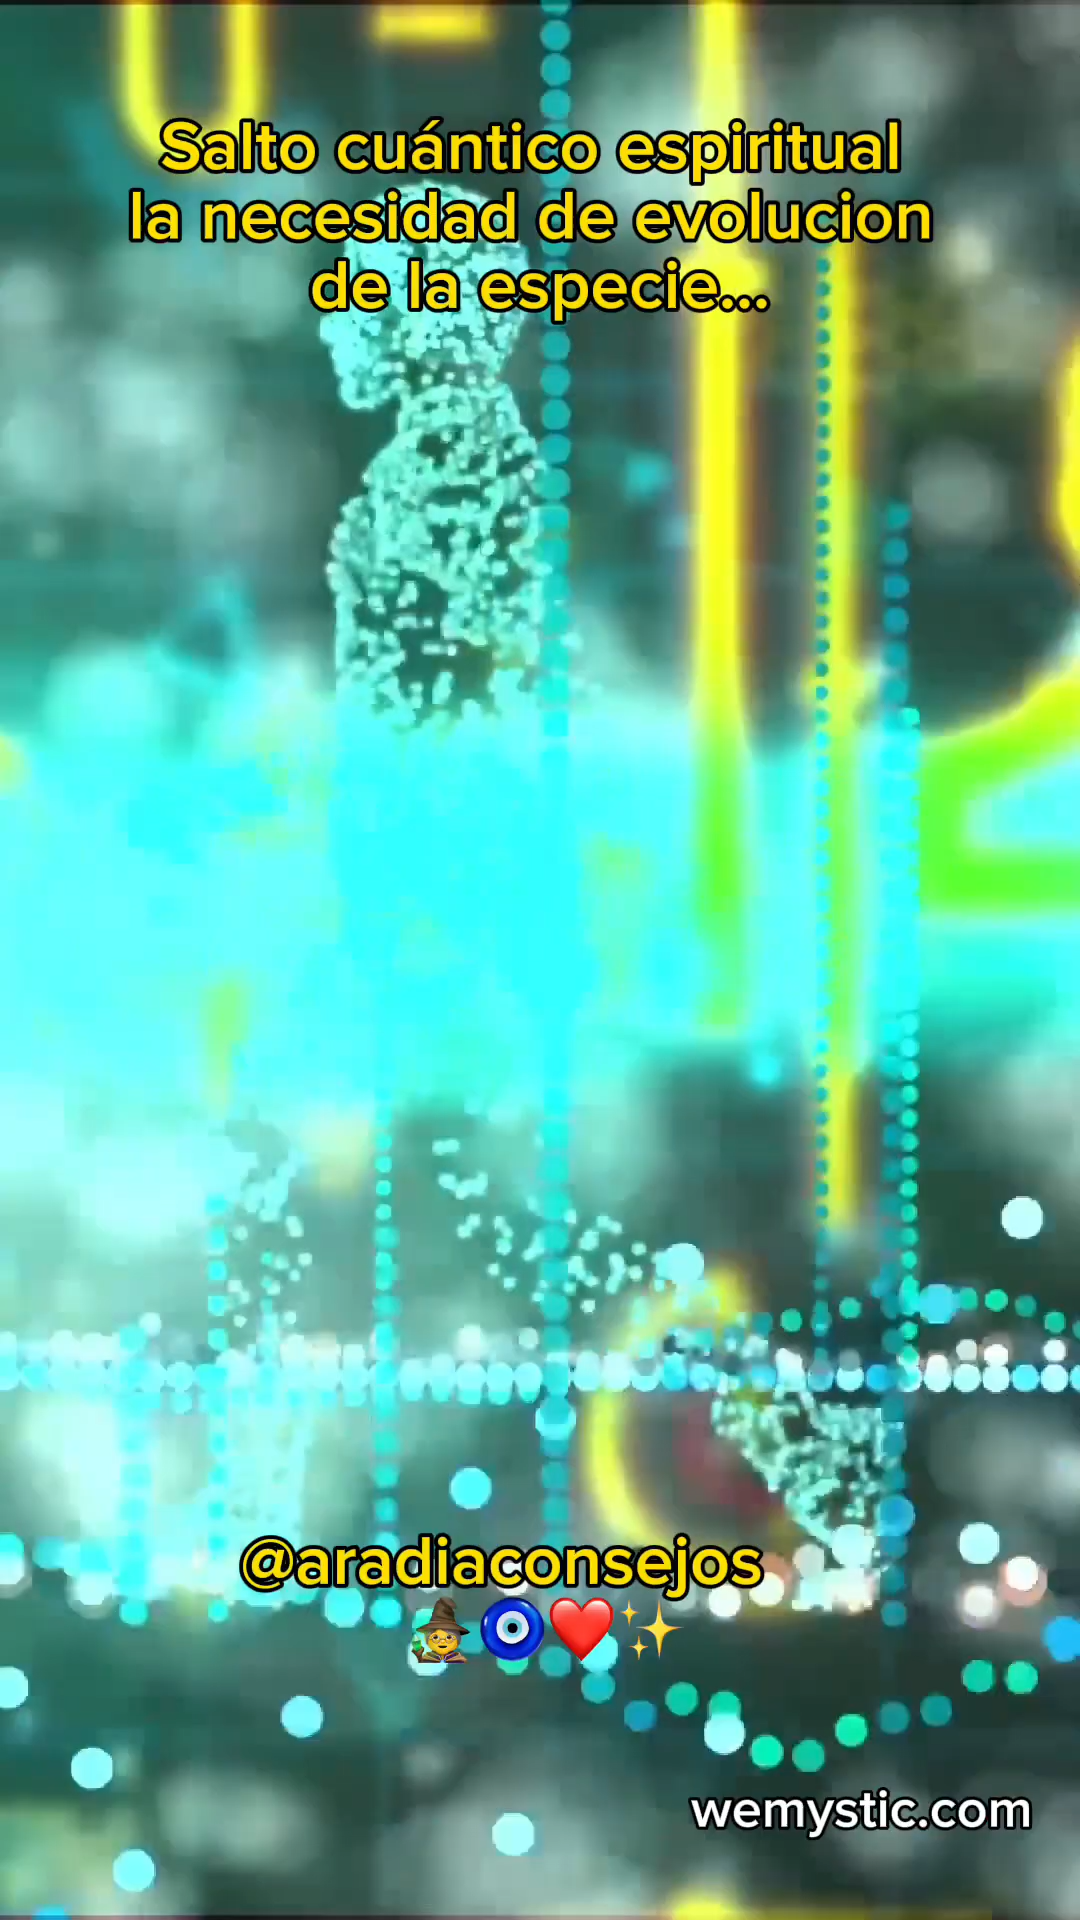 Salto cuántico espiritual
la necesidad de evolucion
de la especie...
@aradiaconsejos
🧙🧿❤️✨
wemystic.com